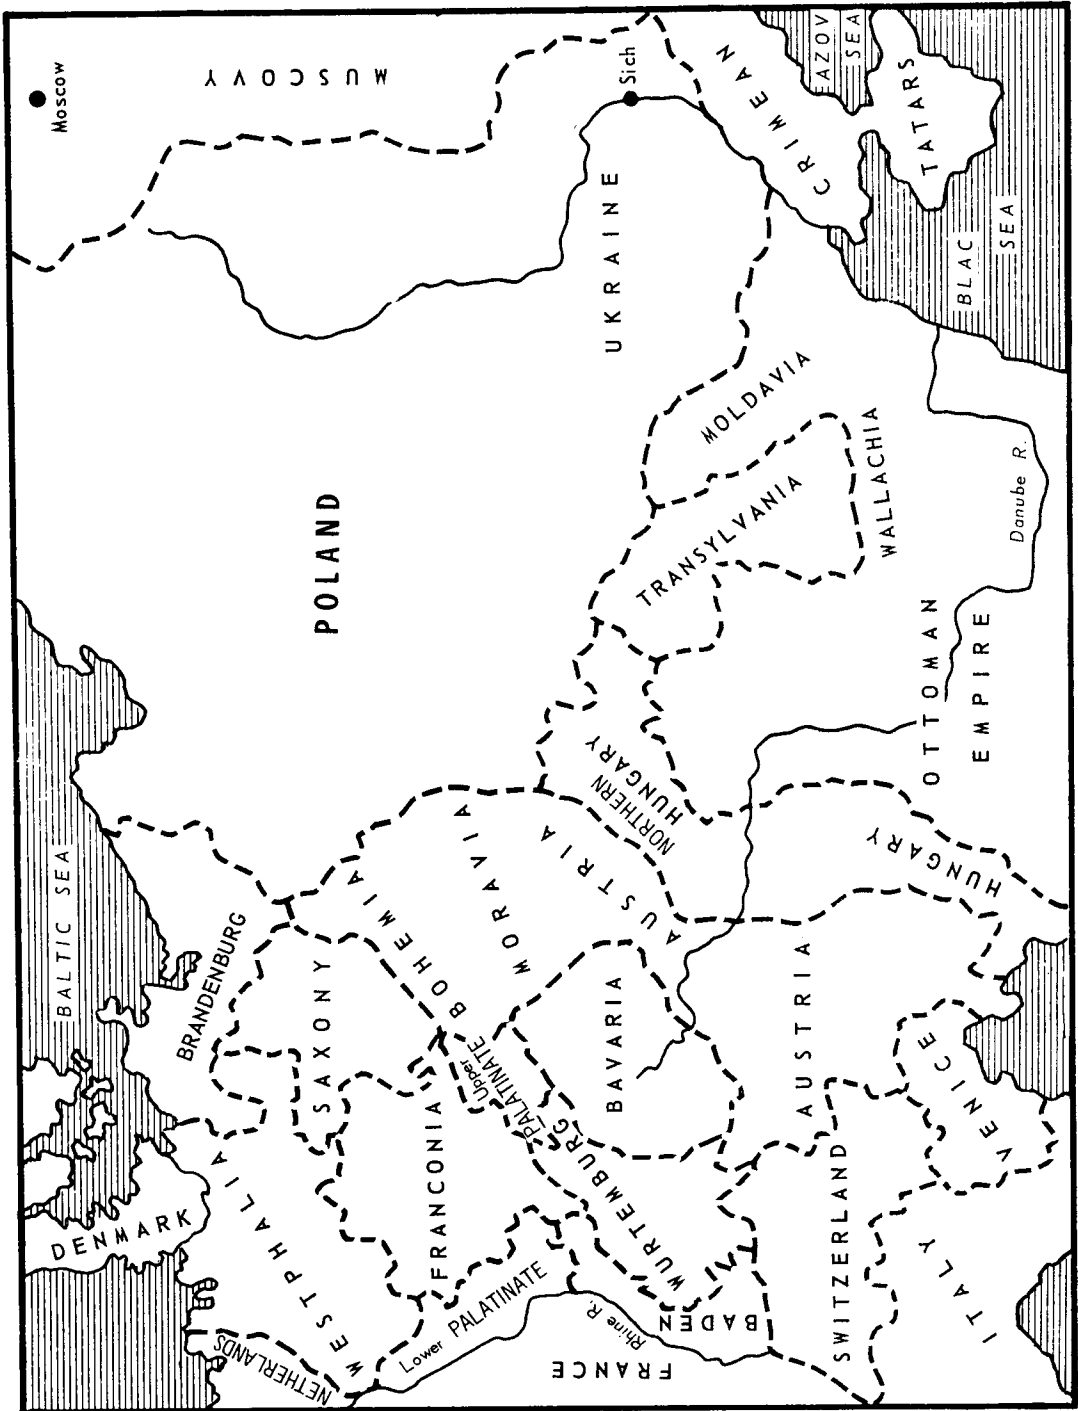 BALTIC SEA
DENMARK
Moscow
MUSCOVY
NETHERLANDS
WESTPHALIA
BRANDENBURG
SAXONY
POLAND
Lower PALATINATE
FRANCONIA
Upper
PALATINATE
BOHEMIA
MORAVIA
AUSTRIA
NORTHERN
HUNGARY
UKRAINE
Sich
FRANCE
Rhine R.
BADEN
WURTEMBURG
BAVARIA
TRANSYLVANIA
MOLDAVIA
CRIMEAN
TATARS
AZOV
SEA
SWITZERLAND
AUSTRIA
HUNGARY
WALLACHIA
ITALY
VENICE
OTTOMAN
EMPIRE
Danube R.
BLAC
SEA